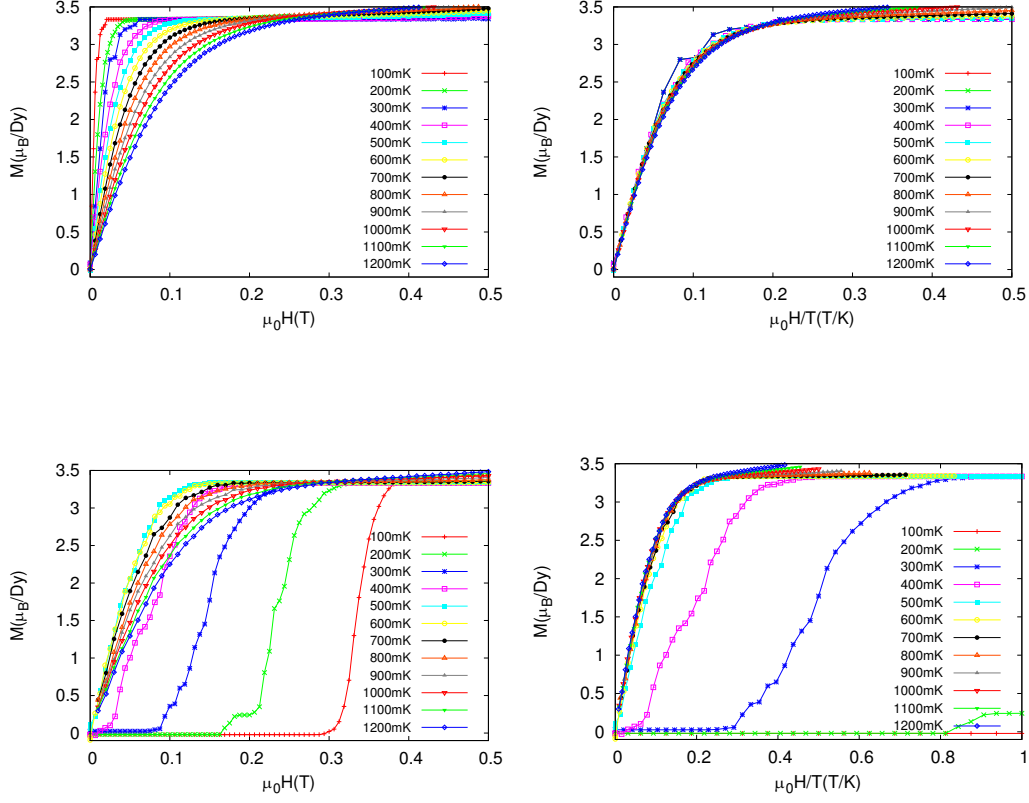 3.5
3
2.5
2
1.5
1
0.5
0
M(μB/Dy)
0 0.1 0.2 0.3 0.4 0.5
μ0H(T)
100mK
200mK
300mK
400mK
500mK
600mK
700mK
800mK
900mK
1000mK
1100mK
1200mK
3.5
3
2.5
2
1.5
1
0.5
0
M(μB/Dy)
0 0.1 0.2 0.3 0.4 0.5
μ0H/T(T/K)
100mK
200mK
300mK
400mK
500mK
600mK
700mK
800mK
900mK
1000mK
1100mK
1200mK
3.5
3
2.5
2
1.5
1
0.5
0
M(μB/Dy)
0 0.1 0.2 0.3 0.4 0.5
μ0H(T)
100mK
200mK
300mK
400mK
500mK
600mK
700mK
800mK
900mK
1000mK
1100mK
1200mK
3.5
3
2.5
2
1.5
1
0.5
0
M(μB/Dy)
0 0.2 0.4 0.6 0.8 1
μ0H/T(T/K)
100mK
200mK
300mK
400mK
500mK
600mK
700mK
800mK
900mK
1000mK
1100mK
1200mK